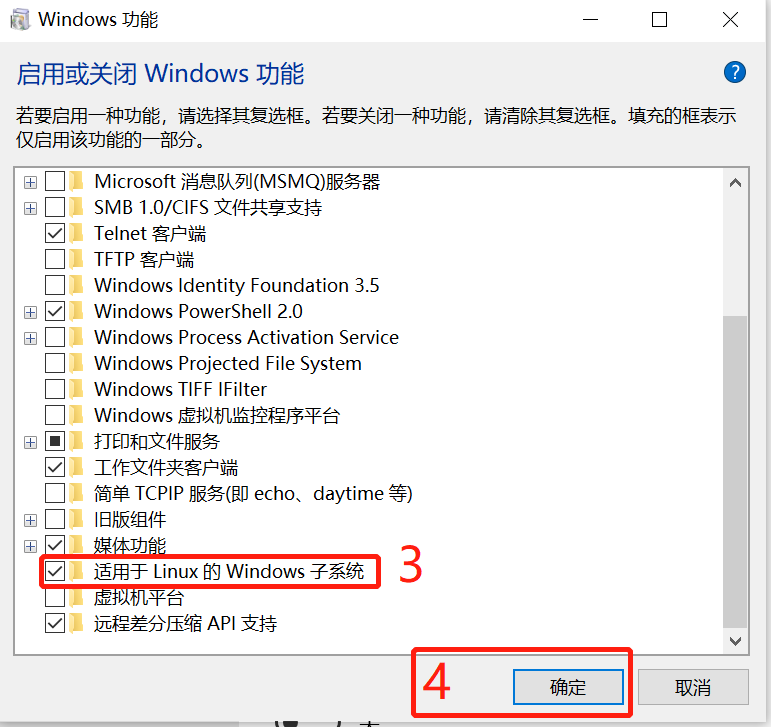 Windows 功能
启用或关闭 Windows 功能
?
若要启用一种功能，请选择其复选框。若要关闭一种功能，请清除其复选框。填充的框表示
仅启用该功能的一部分。
Microsoft 消息队列(MSMQ)服务器
SMB 1.0/CIFS 文件共享支持
Telnet 客户端
TFTP 客户端
Windows Identity Foundation 3.5
Windows PowerShell 2.0
Windows Process Activation Service
Windows Projected File System
Windows TIFF IFilter
Windows 虚拟机监控程序平台
打印和文件服务
工作文件夹客户端
简单 TCPIP 服务(即 echo、daytime 等)
旧版组件
媒体功能
适用于 Linux 的 Windows 子系统 3
虚拟机平台
远程差分压缩 API 支持
4 确定 取消